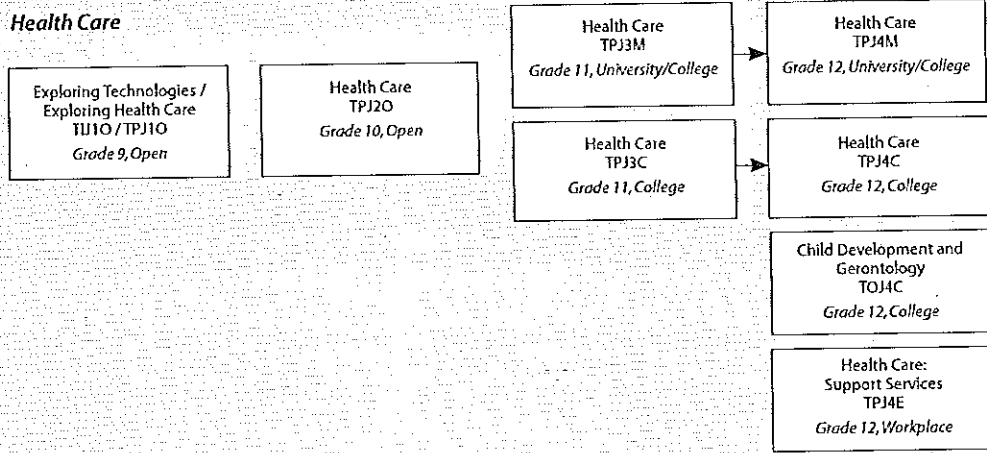 Health Care
Exploring Technologies /
Exploring Health Care
TIJ1O / TPJ1O
Grade 9, Open
Health Care
TPJ2O
Grade 10, Open
Health Care
TPJ3M
Grade 11, University/College
Health Care
TPJ4M
Grade 12, University/College
Health Care
TPJ3C
Grade 11, College
Health Care
TPJ4C
Grade 12, College
Child Development and
Gerontology
TOJ4C
Grade 12, College
Health Care:
Support Services
TPJ4E
Grade 12, Workplace